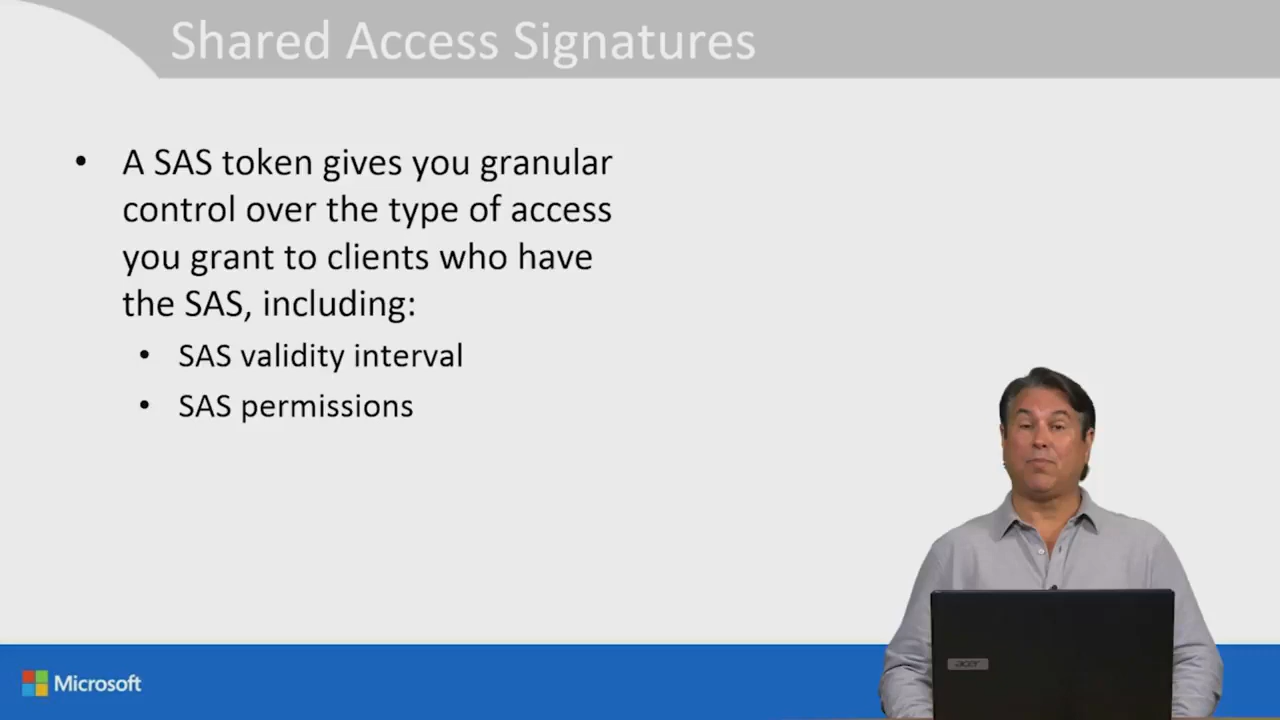 Shared Access Signatures
• A SAS token gives you granular
control over the type of access
you grant to clients who have
the SAS, including:
• SAS validity interval
• SAS permissions
acer
Microsoft